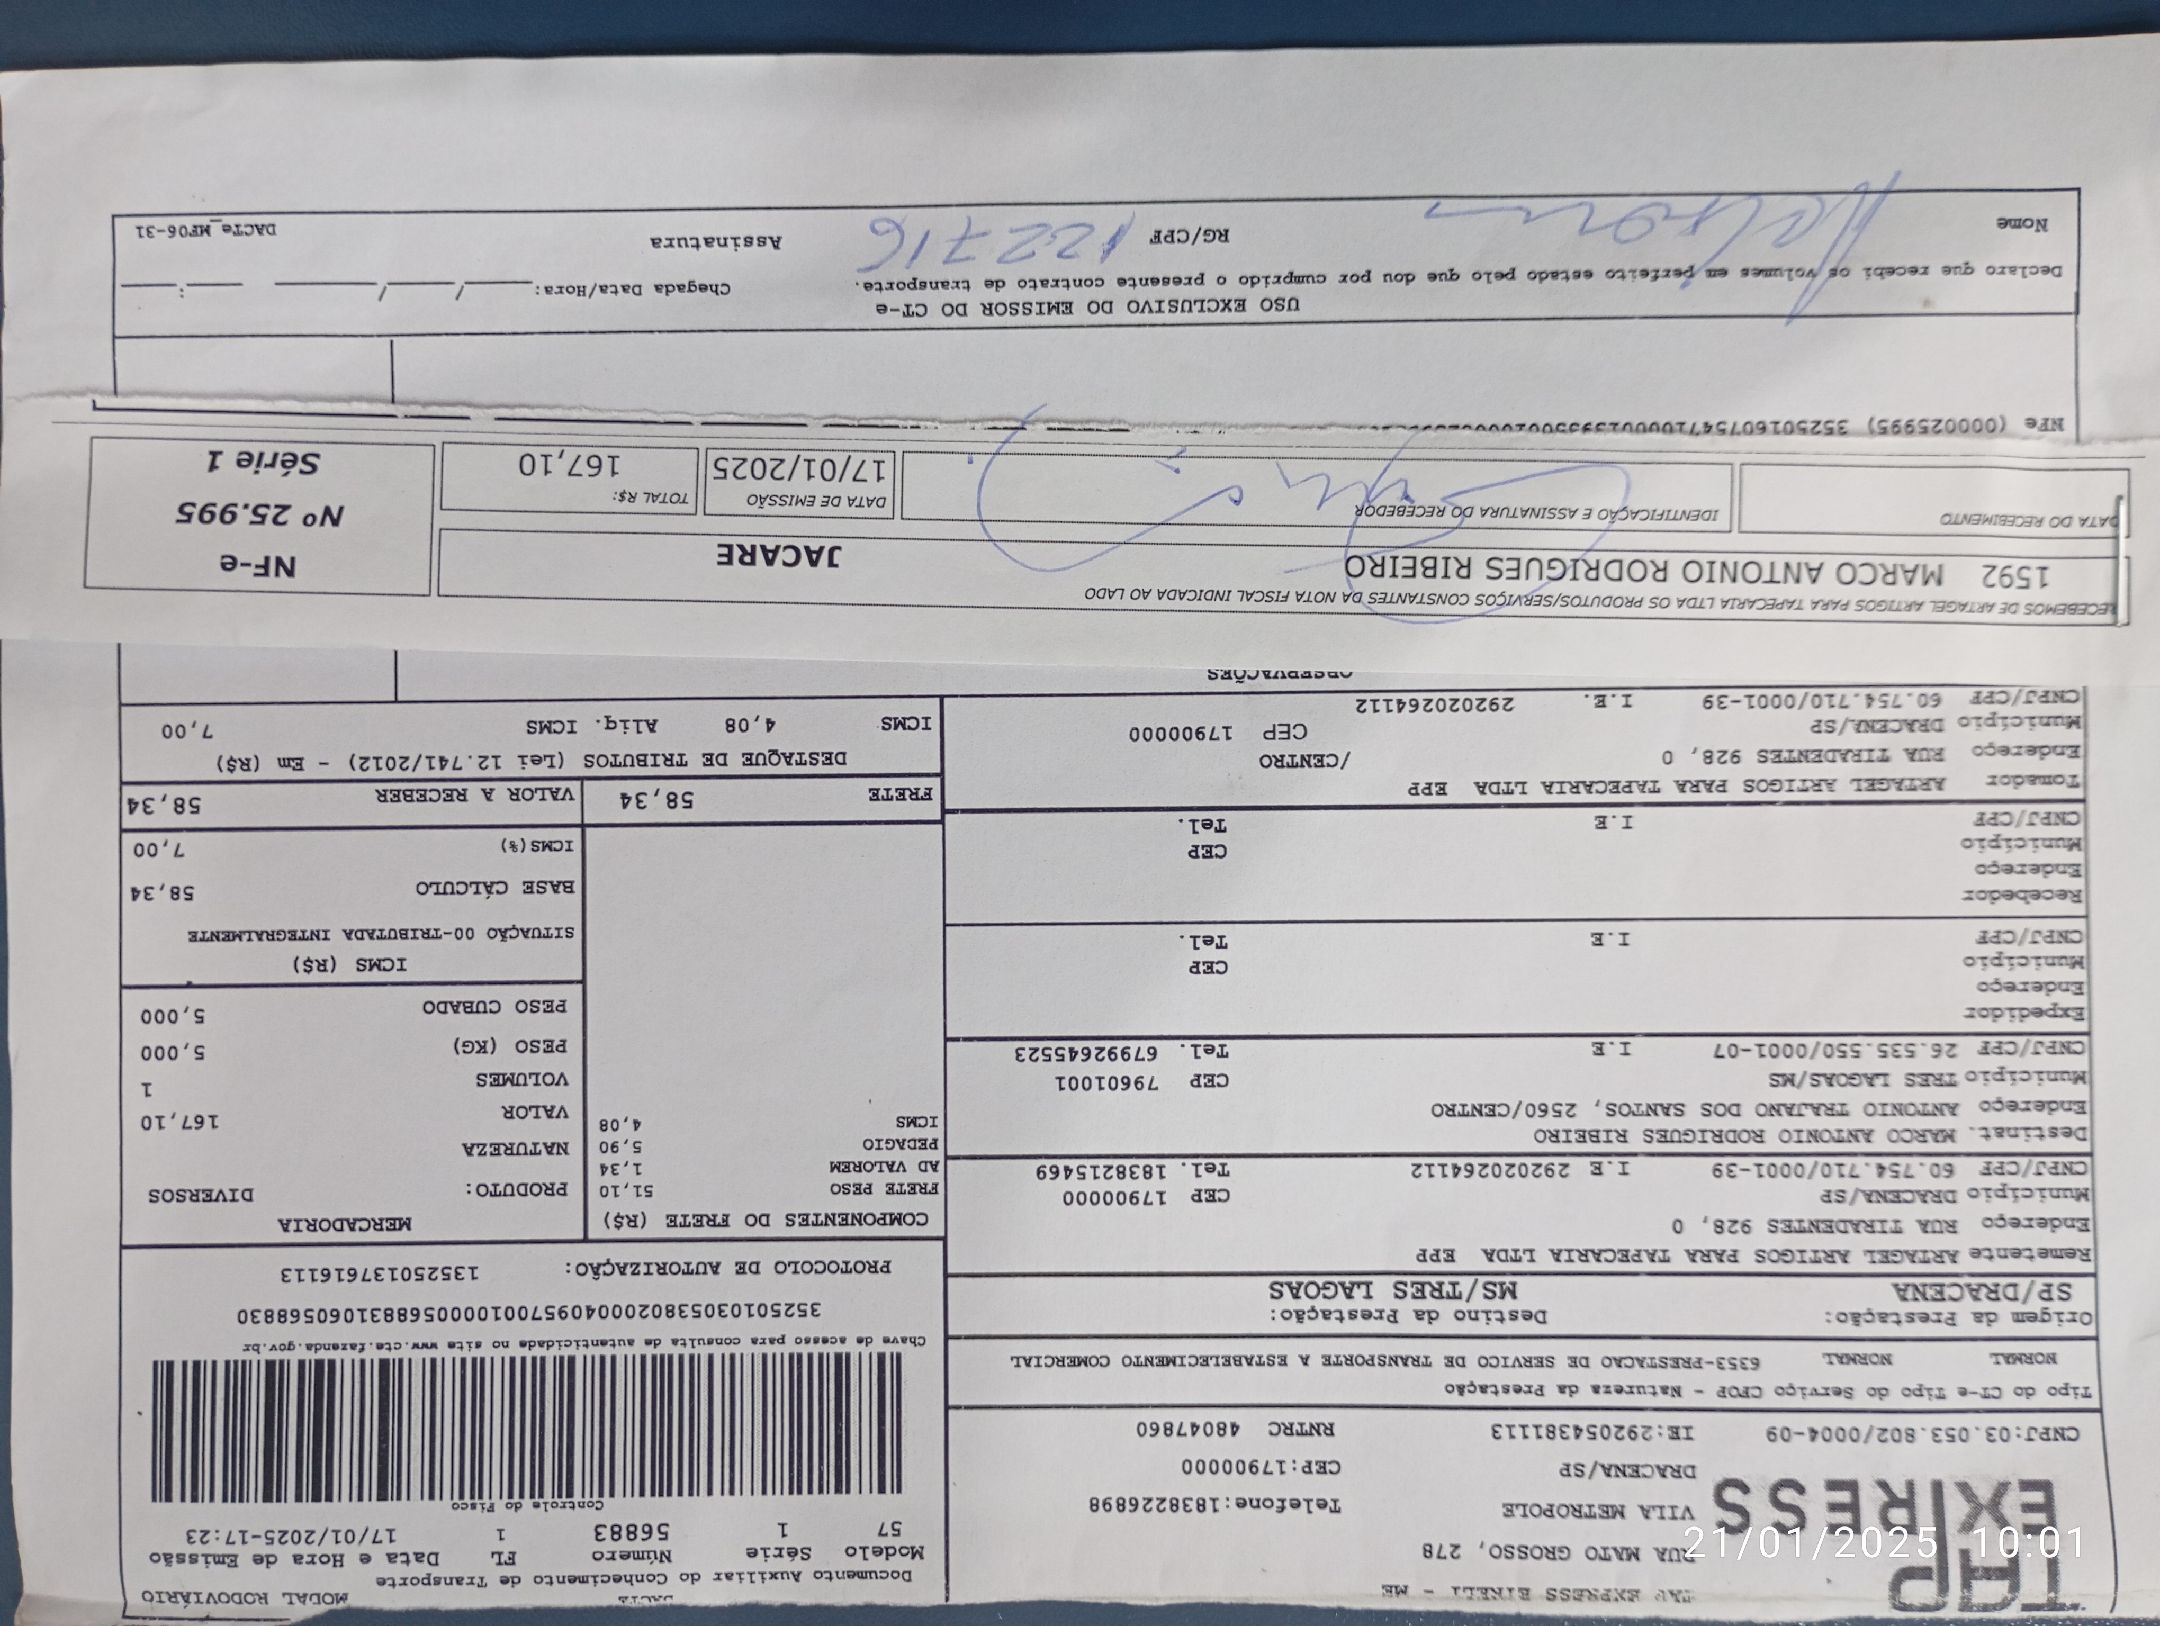 TAP EXPRESS EIRELI - ME
TAP
EXPRESS
RUA MATO GROSSO, 278
VILA METROPOLE
Telefone:1838226898
DRACENA/SP
CEP:17900000
CNPJ:03.053.802/0004-09
IE:292054381113
RNTRC 48047860
Tipo do CT-e Tipo do Serviço CFOP - Natureza da Prestação
NORMAL NORMAL 6353-PRESTACAO DE SERVICO DE TRANSPORTE A ESTABELECIMENTO COMERCIAL
Origem da Prestação:
Destino da Prestação:
SP/DRACENA
MS/TRES LAGOAS
DACTE
MODAL RODOVIÁRIO
Documento Auxiliar do Conhecimento de Transporte
Modelo Série Número FL Data e Hora de Emissão
57 1 56883 1 17/01/2025-17:23
Controle do Fisco
Chave de acesso para consulta de autenticidade no site www.cte.fazenda.gov.br
PROTOCOLO DE AUTORIZAÇÃO: 135250137616113
Remetente ARTAGEL ARTIGOS PARA TAPECARIA LTDA EPP
Endereço RUA TIRADENTES 928, 0
Município DRACENA/SP CEP 17900000
CNPJ/CPF 60.754.710/0001-39 I.E 292020264112 Tel. 1838215469
Destinat. MARCO ANTONIO RODRIGUES RIBEIRO
Endereço ANTONIO TRAJANO DOS SANTOS, 2560/CENTRO
Município TRES LAGOAS/MS CEP 79601001
CNPJ/CPF 26.535.550/0001-07 I.E Tel. 67992645523
Expedidor
Endereço
Município CEP
CNPJ/CPF I.E Tel.
Recebedor
Endereço
Município CEP
CNPJ/CPF I.E Tel.
Tomador ARTAGEL ARTIGOS PARA TAPECARIA LTDA EPP
Endereço RUA TIRADENTES 928, 0 /CENTRO
Município DRACENA/SP CEP 17900000
CNPJ/CPF 60.754.710/0001-39 I.E. 292020264112
COMPONENTES DO FRETE (R$)
FRETE PESO 51,10
AD VALOREM 1,34
PEDAGIO 5,90
ICMS 4,08
MERCADORIA
PRODUTO: DIVERSOS
NATUREZA
VALOR 167,10
VOLUMES 1
PESO (KG) 5,000
PESO CUBADO 5,000
ICMS (R$)
SITUAÇÃO 00-TRIBUTADA INTEGRALMENTE
BASE CÁLCULO 58,34
ICMS(%) 7,00
FRETE 58,34 VALOR A RECEBER 58,34
DESTAQUE DE TRIBUTOS (Lei 12.741/2012) - Em (R$)
ICMS 4,08 Aliq. ICMS 7,00
OBSERVAÇÕES
RECEBEMOS DE ARTAGEL ARTIGOS PARA TAPECARIA LTDA OS PRODUTOS/SERVIÇOS CONSTANTES DA NOTA FISCAL INDICADA AO LADO
1592 MARCO ANTONIO RODRIGUES RIBEIRO
JACARE
NF-e
Nº 25.995
Série 1
DATA DO RECEBIMENTO
IDENTIFICAÇÃO E ASSINATURA DO RECEBEDOR
DATA DE EMISSÃO
17/01/2025
TOTAL R$:
167,10
NFe (000025995)
USO EXCLUSIVO DO EMISSOR DO CT-e
Declaro que recebi os volumes em perfeito estado pelo que dou por cumprido o presente contrato de transporte.
Chegada Data/Hora: ____/____/____ __:__
Nome
RG/CPF 122716
Assinatura
DACTe_MF06-31
21/01/2025 10:01